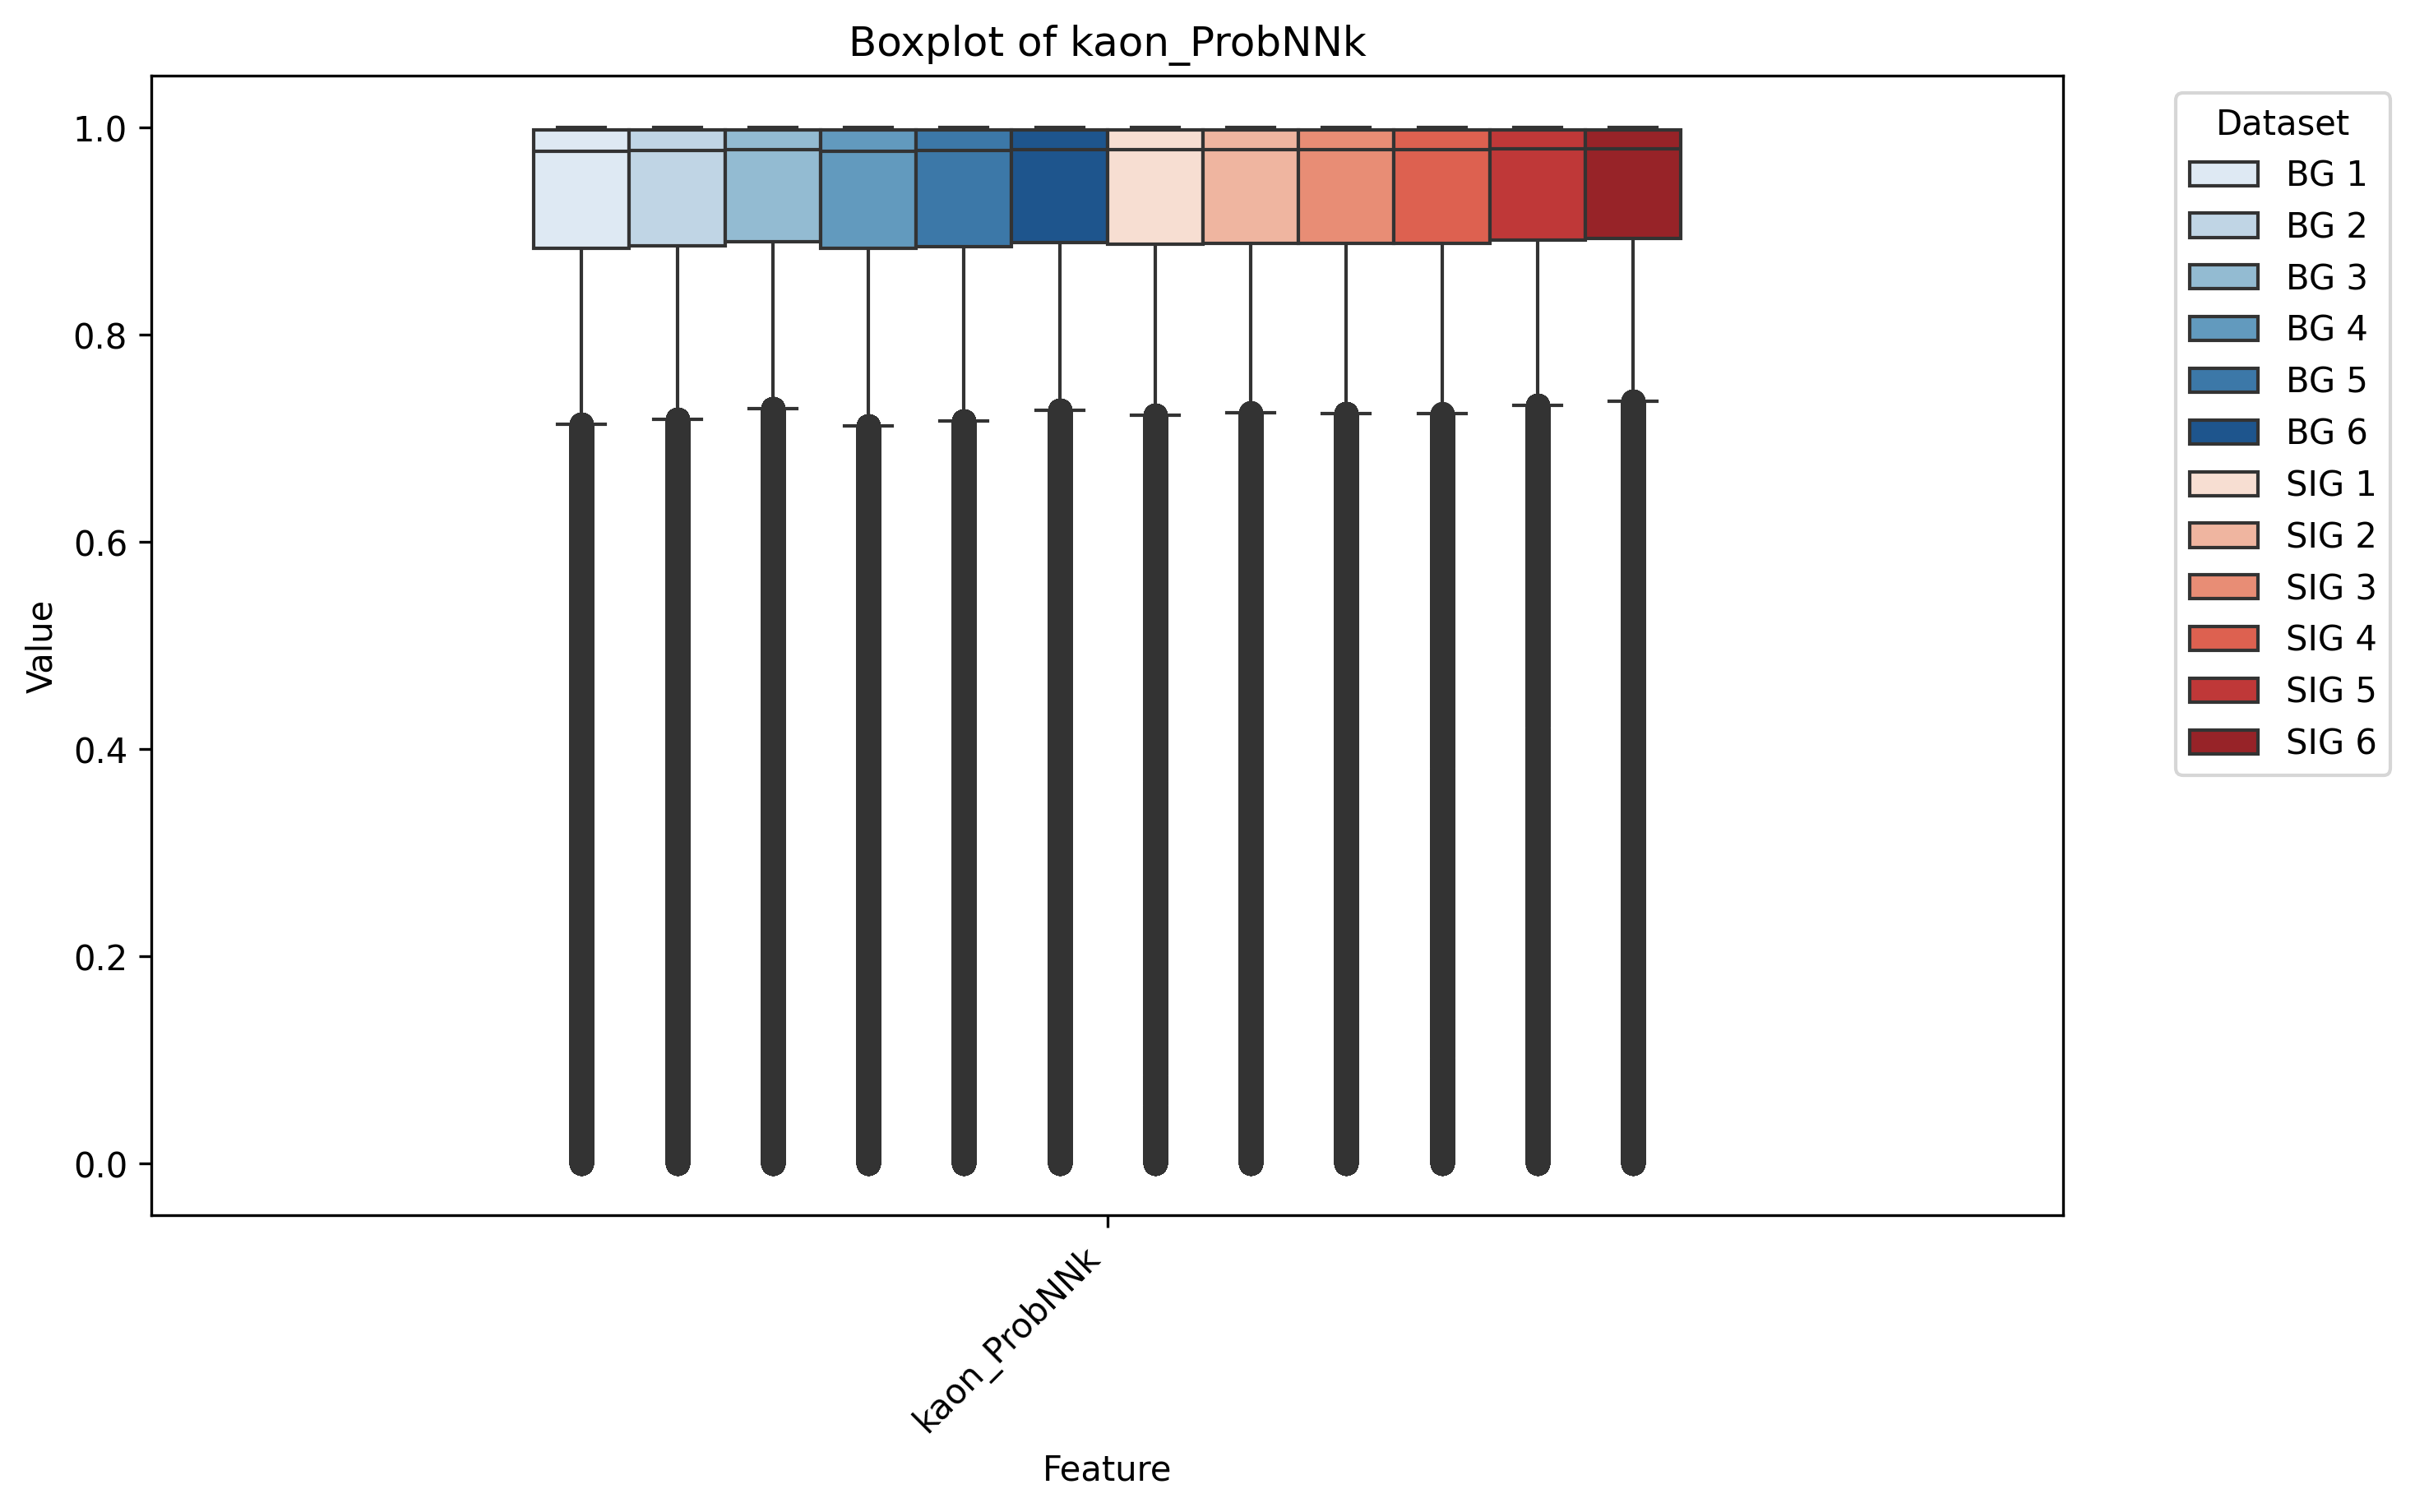 Boxplot of kaon_ProbNNk
Value
1.0
0.8
0.6
0.4
0.2
0.0
kaon_ProbNNk
Feature
Dataset
BG 1
BG 2
BG 3
BG 4
BG 5
BG 6
SIG 1
SIG 2
SIG 3
SIG 4
SIG 5
SIG 6